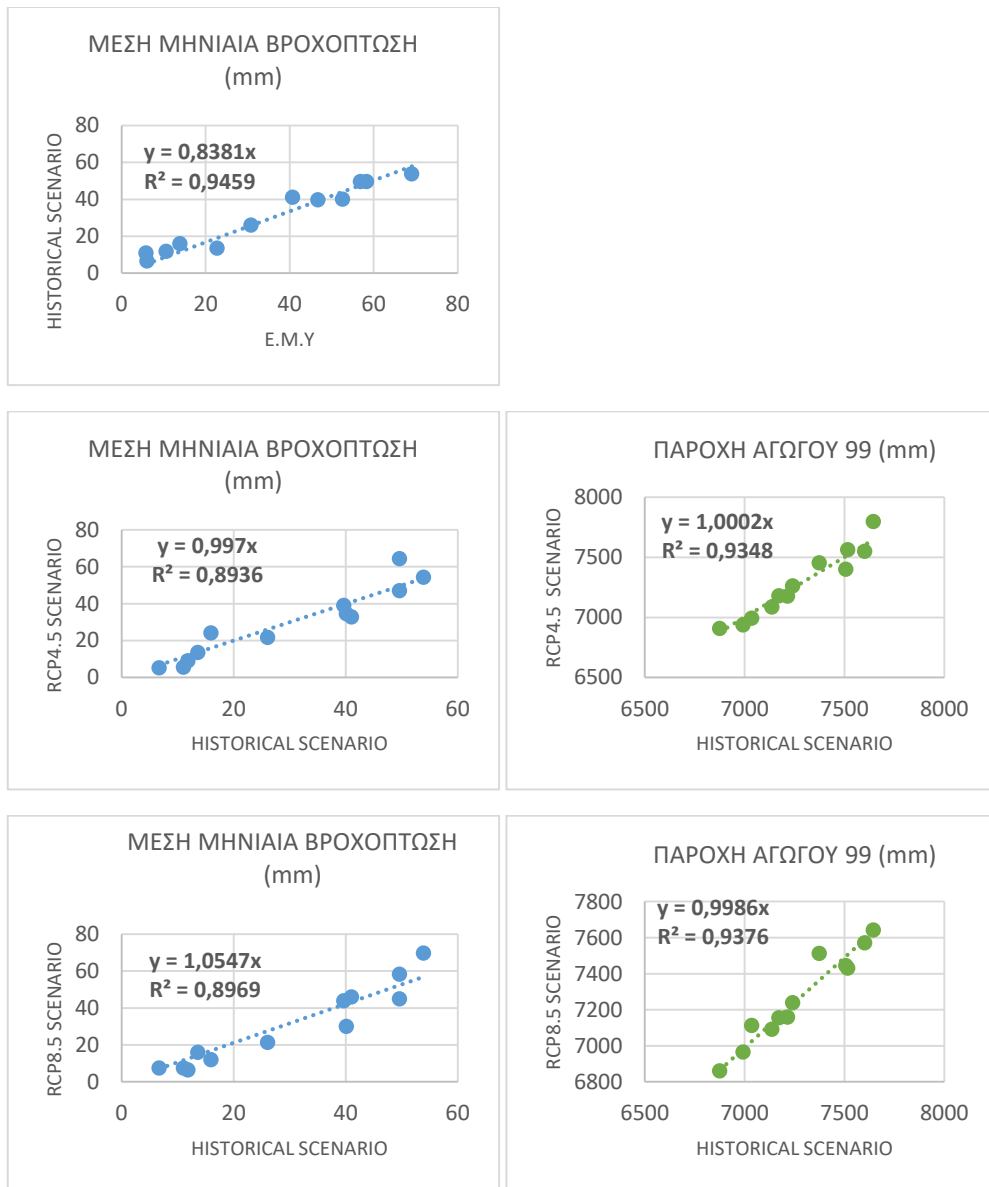 ΜΕΣΗ ΜΗΝΙΑΙΑ ΒΡΟΧΟΠΤΩΣΗ
(mm)
HISTORICAL SCENARIO
80
60
40
20
0
y = 0,8381x
R² = 0,9459
0 20 40 60 80
Ε.Μ.Υ
ΜΕΣΗ ΜΗΝΙΑΙΑ ΒΡΟΧΟΠΤΩΣΗ
(mm)
RCP4.5 SCENARIO
80
60
40
20
0
y = 0,997x
R² = 0,8936
0 20 40 60
HISTORICAL SCENARIO
ΠΑΡΟΧΗ ΑΓΩΓΟΥ 99 (mm)
RCP4.5 SCENARIO
8000
7500
7000
6500
y = 1,0002x
R² = 0,9348
6500 7000 7500 8000
HISTORICAL SCENARIO
ΜΕΣΗ ΜΗΝΙΑΙΑ ΒΡΟΧΟΠΤΩΣΗ
(mm)
RCP8.5 SCENARIO
80
60
40
20
0
y = 1,0547x
R² = 0,8969
0 20 40 60
HISTORICAL SCENARIO
ΠΑΡΟΧΗ ΑΓΩΓΟΥ 99 (mm)
RCP8.5 SCENARIO
7800
7600
7400
7200
7000
6800
y = 0,9986x
R² = 0,9376
6500 7000 7500 8000
HISTORICAL SCENARIO